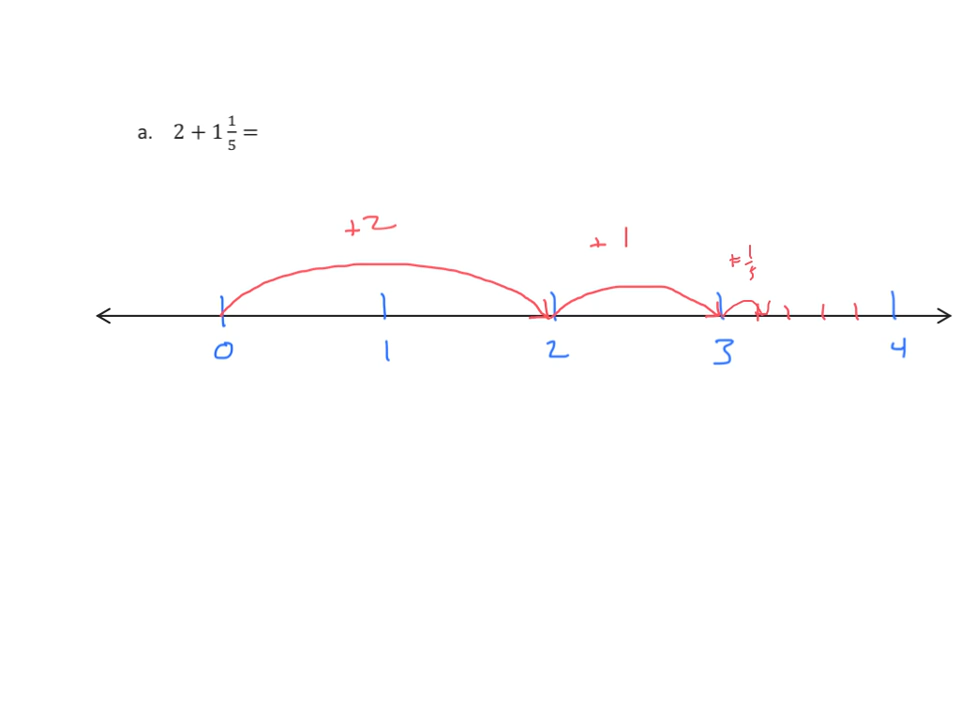 a. 2 + 1 1/5 =
+2
+ 1
+ 1/5
0 1 2 3 4